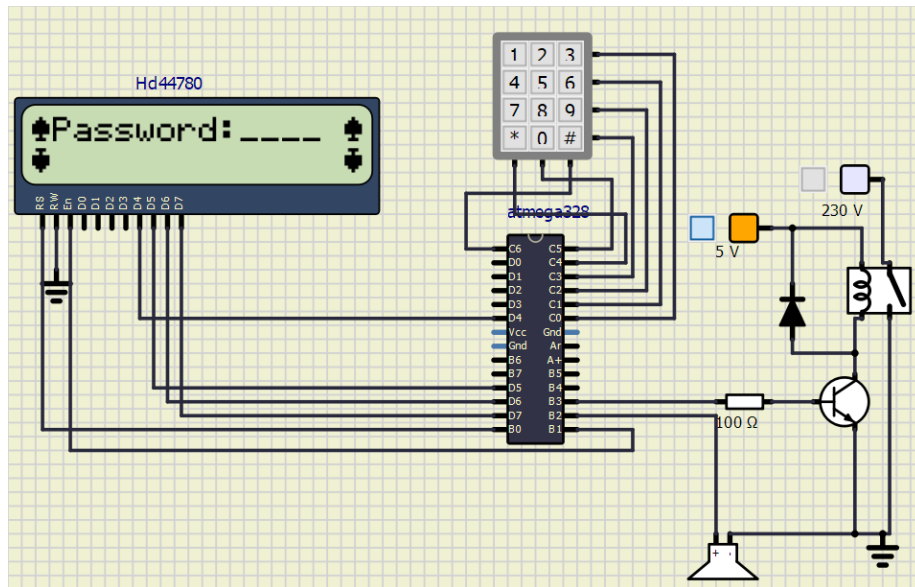 Hd44780
Password:____
RS RW En D0 D1 D2 D3 D4 D5 D6 D7
1 2 3
4 5 6
7 8 9
* 0 #
atmega328
C6 C5
D0 C4
D1 C3
D2 C2
D3 C1
D4 C0
Vcc Gnd
Gnd Ar
B6 A+
B7 B5
D5 B4
D6 B3
D7 B2
B0 B1
230 V
5 V
100 Ω
+ -